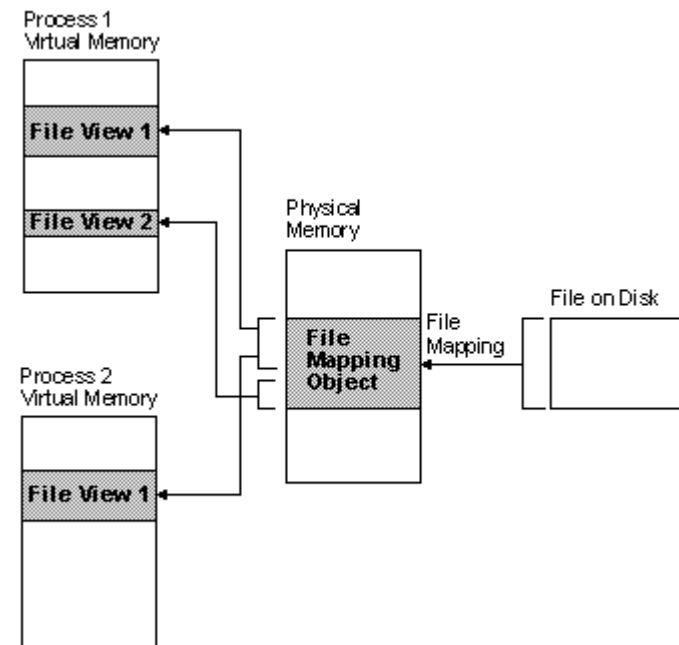 Process 1
Virtual Memory
File View 1
File View 2
Physical
Memory
File
Mapping
Object
File
Mapping
File on Disk
Process 2
Virtual Memory
File View 1